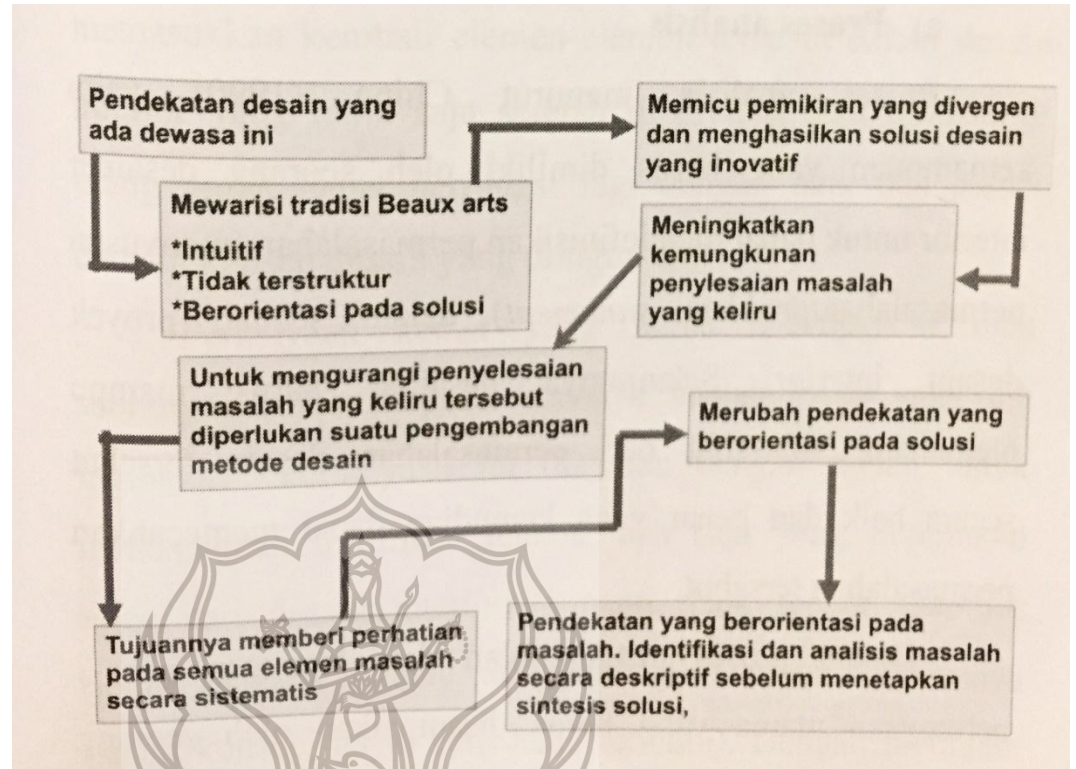 Pendekatan desain yang
ada dewasa ini
Mewarisi tradisi Beaux arts
*Intuitif
*Tidak terstruktur
*Berorientasi pada solusi
Memicu pemikiran yang divergen
dan menghasilkan solusi desain
yang inovatif
Meningkatkan
kemungkunan
penylesaian masalah
yang keliru
Untuk mengurangi penyelesaian
masalah yang keliru tersebut
diperlukan suatu pengembangan
metode desain
Tujuannya memberi perhatian
pada semua elemen masalah
secara sistematis
Merubah pendekatan yang
berorientasi pada solusi
Pendekatan yang berorientasi pada
masalah. Identifikasi dan analisis masalah
secara deskriptif sebelum menetapkan
sintesis solusi,